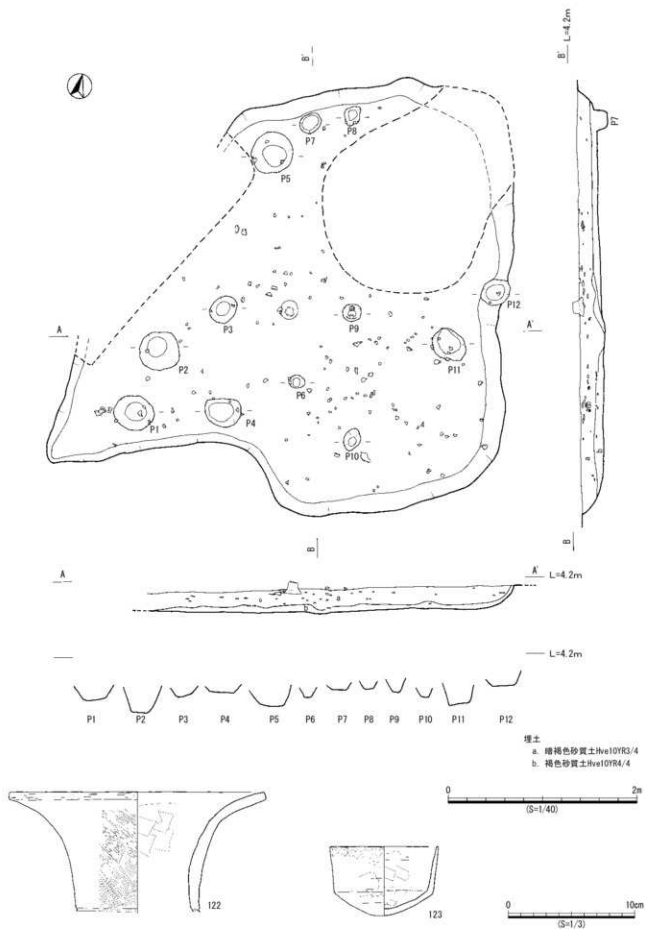 B'
L=4.2m
B'
P7
P8
P7
P5
P12
P3
P9
A
A'
P2
P11
P6
P1
P4
P10
B
B
A
A'
L=4.2m
L=4.2m
P1 P2 P3 P4 P5 P6 P7 P8 P9 P10 P11 P12
埋土
a. 暗褐色砂質土Hve10YR3/4
b. 褐色砂質土Hve10YR4/4
0 2m
(S=1/40)
122
123
0 10cm
(S=1/3)